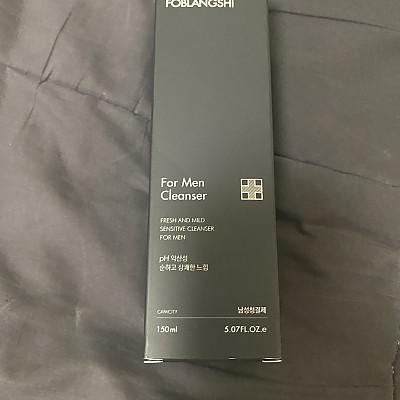 FOBLANGSHI
For Men
Cleanser
FRESH AND MILD
SENSITIVE CLEANSER
FOR MEN
pH 약산성
순하고 상쾌한 느낌
CAPACITY 남성청결제
150ml 5.07FL.OZ.e